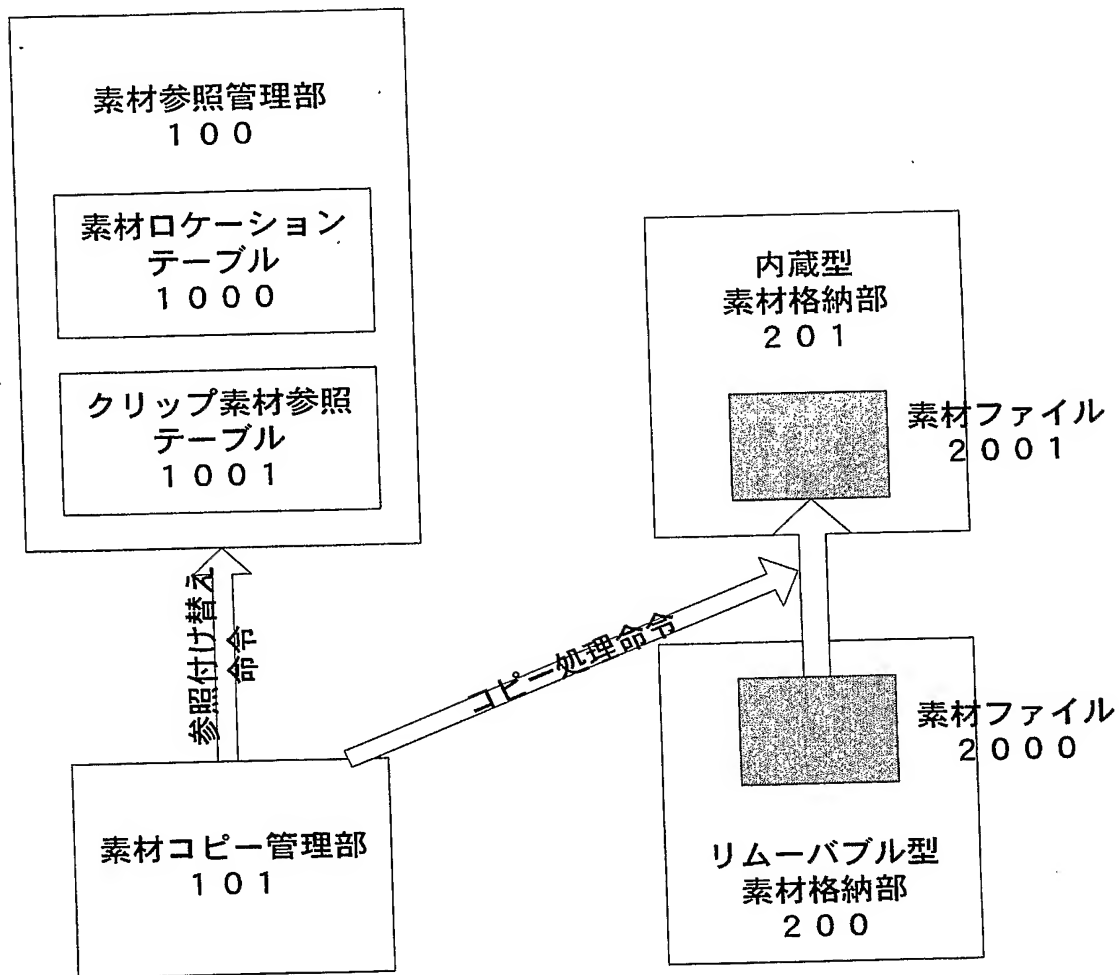 素材参照管理部
１００
素材ロケーション
テーブル
１０００
クリップ素材参照
テーブル
１００１
内蔵型
素材格納部
２０１
素材ファイル
２００１
参照付け替え
命令
コピー処理命令
素材ファイル
２０００
素材コピー管理部
１０１
リムーバブル型
素材格納部
２００